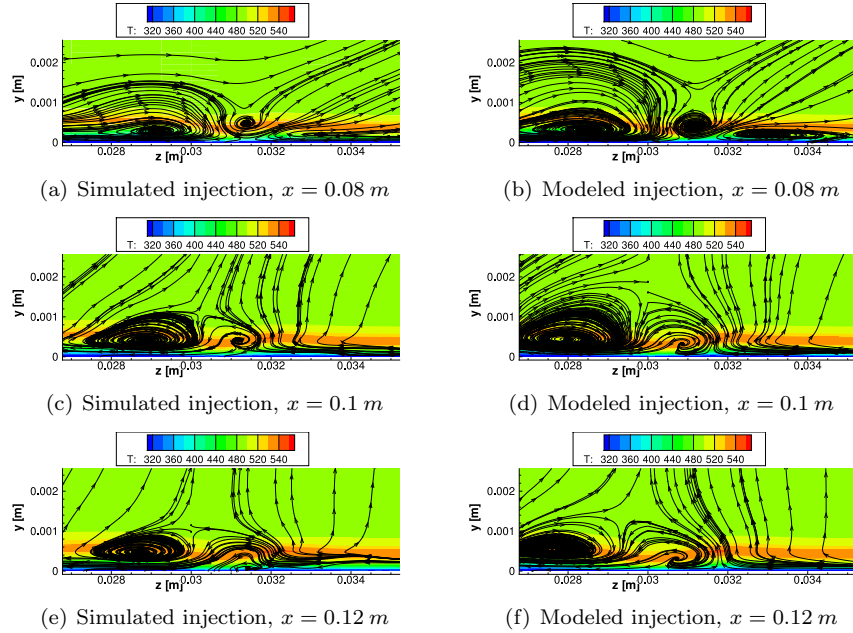 T: 320 360 400 440 480 520 540
T: 320 360 400 440 480 520 540
y [m]
0.002
0.001
0
0.028 0.03 0.032 0.034
z [m]
y [m]
0.002
0.001
0
0.028 0.03 0.032 0.034
z [m]
(a) Simulated injection, x = 0.08 m
(b) Modeled injection, x = 0.08 m
T: 320 360 400 440 480 520 540
T: 320 360 400 440 480 520 540
y [m]
0.002
0.001
0
0.028 0.03 0.032 0.034
z [m]
y [m]
0.002
0.001
0
0.028 0.03 0.032 0.034
z [m]
(c) Simulated injection, x = 0.1 m
(d) Modeled injection, x = 0.1 m
T: 320 360 400 440 480 520 540
T: 320 360 400 440 480 520 540
y [m]
0.002
0.001
0
0.028 0.03 0.032 0.034
z [m]
y [m]
0.002
0.001
0
0.028 0.03 0.032 0.034
z [m]
(e) Simulated injection, x = 0.12 m
(f) Modeled injection, x = 0.12 m